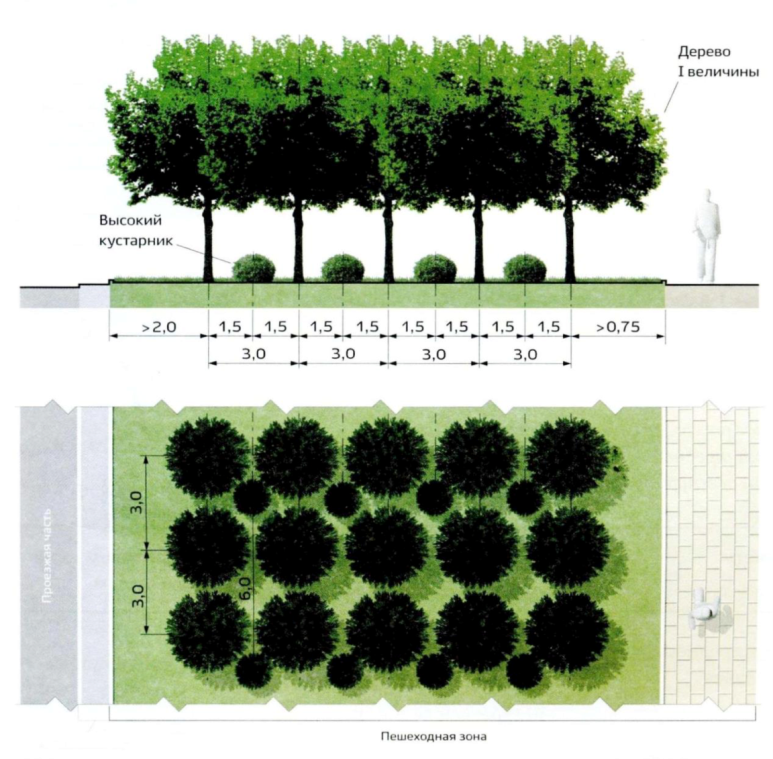 Дерево
I величины
Высокий
кустарник
>2,0 1,5 1,5 1,5 1,5 1,5 1,5 1,5 1,5 >0,75
3,0 3,0 3,0 3,0
3,0
Проезжая часть
3,0
6,0
Пешеходная зона